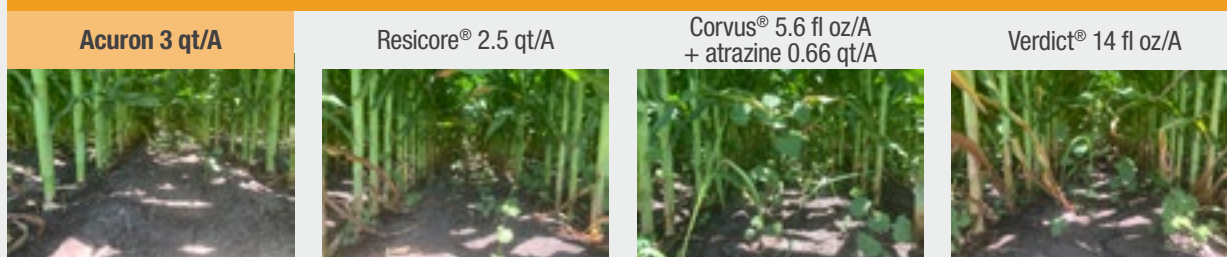 Acuron 3 qt/A
Resicore® 2.5 qt/A
Corvus® 5.6 fl oz/A
+ atrazine 0.66 qt/A
Verdict® 14 fl oz/A